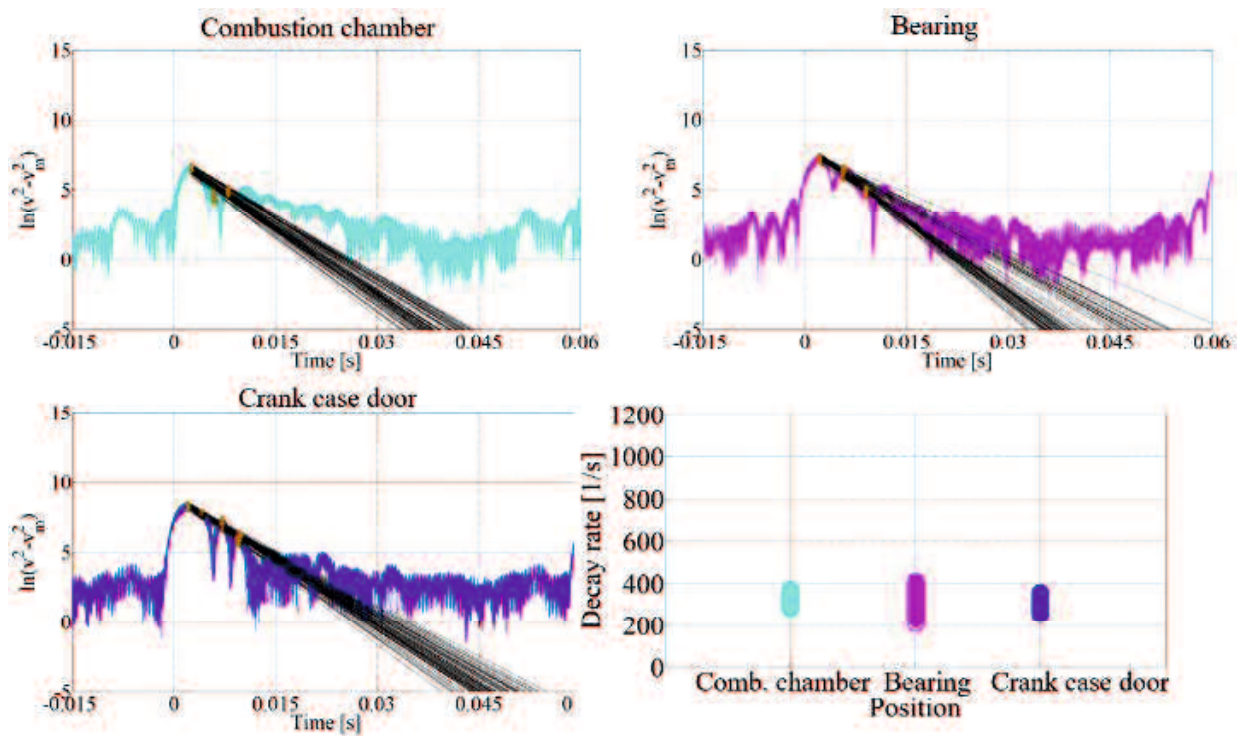 Combustion chamber
15
10
5
0
-5
ln(v²-v²ₘ)
-0.015 0 0.015 0.03 0.045 0.06
Time [s]
Bearing
15
10
5
0
-5
ln(v²-v²ₘ)
-0.015 0 0.015 0.03 0.045 0.06
Time [s]
Crank case door
15
10
5
0
-5
ln(v²-v²ₘ)
-0.015 0 0.015 0.03 0.045 0
Time [s]
1200
1000
800
600
400
200
0
Decay rate [1/s]
Comb. chamber Bearing Crank case door
Position